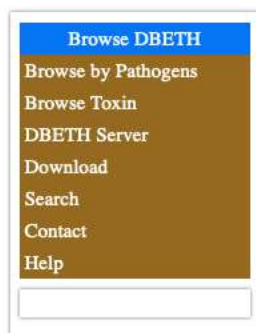 Browse DBETH
Browse by Pathogens
Browse Toxin
DBETH Server
Download
Search
Contact
Help